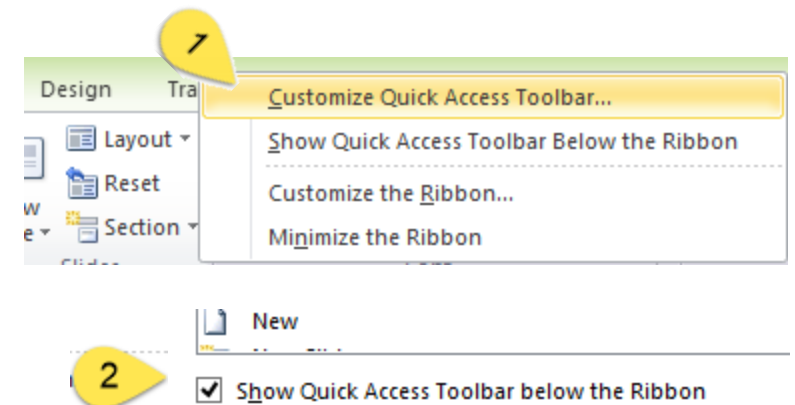 1
Design Tra
Customize Quick Access Toolbar...
Layout
Show Quick Access Toolbar Below the Ribbon
Reset
Customize the Ribbon...
w
e
Section
Minimize the Ribbon
New
2
Show Quick Access Toolbar below the Ribbon